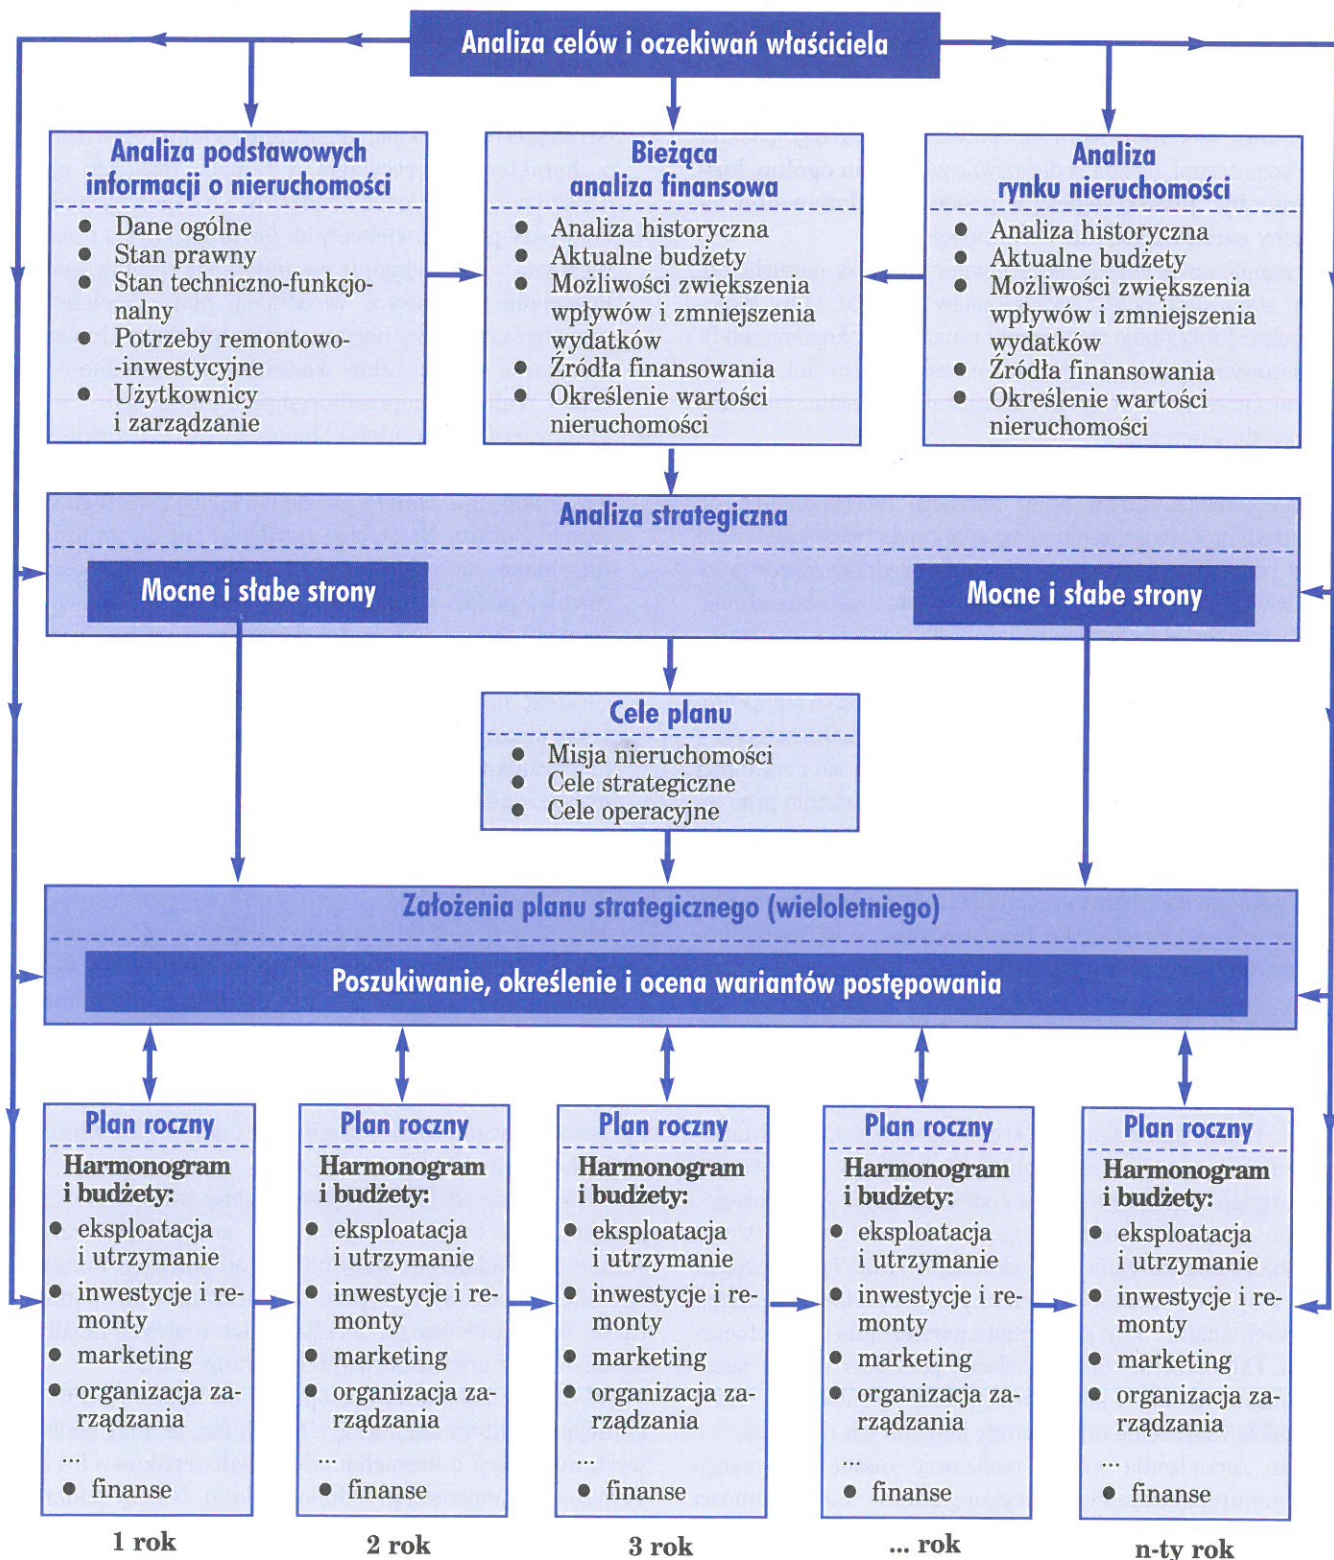 Analiza celów i oczekiwań właściciela
Analiza podstawowych
informacji o nieruchomości
● Dane ogólne
● Stan prawny
● Stan techniczno-funkcjo-
nalny
● Potrzeby remontowo-
-inwestycyjne
● Użytkownicy
i zarządzanie
Bieżąca
analiza finansowa
● Analiza historyczna
● Aktualne budżety
● Możliwości zwiększenia
wpływów i zmniejszenia
wydatków
● Źródła finansowania
● Określenie wartości
nieruchomości
Analiza
rynku nieruchomości
● Analiza historyczna
● Aktualne budżety
● Możliwości zwiększenia
wpływów i zmniejszenia
wydatków
● Źródła finansowania
● Określenie wartości
nieruchomości
Analiza strategiczna
Mocne i słabe strony
Mocne i słabe strony
Cele planu
● Misja nieruchomości
● Cele strategiczne
● Cele operacyjne
Założenia planu strategicznego (wieloletniego)
Poszukiwanie, określenie i ocena wariantów postępowania
Plan roczny
Harmonogram
i budżety:
● eksploatacja
i utrzymanie
● inwestycje i re-
monty
● marketing
● organizacja za-
rządzania
...
● finanse
1 rok
Plan roczny
Harmonogram
i budżety:
● eksploatacja
i utrzymanie
● inwestycje i re-
monty
● marketing
● organizacja za-
rządzania
...
● finanse
2 rok
Plan roczny
Harmonogram
i budżety:
● eksploatacja
i utrzymanie
● inwestycje i re-
monty
● marketing
● organizacja za-
rządzania
...
● finanse
3 rok
Plan roczny
Harmonogram
i budżety:
● eksploatacja
i utrzymanie
● inwestycje i re-
monty
● marketing
● organizacja za-
rządzania
...
● finanse
... rok
Plan roczny
Harmonogram
i budżety:
● eksploatacja
i utrzymanie
● inwestycje i re-
monty
● marketing
● organizacja za-
rządzania
...
● finanse
n-ty rok